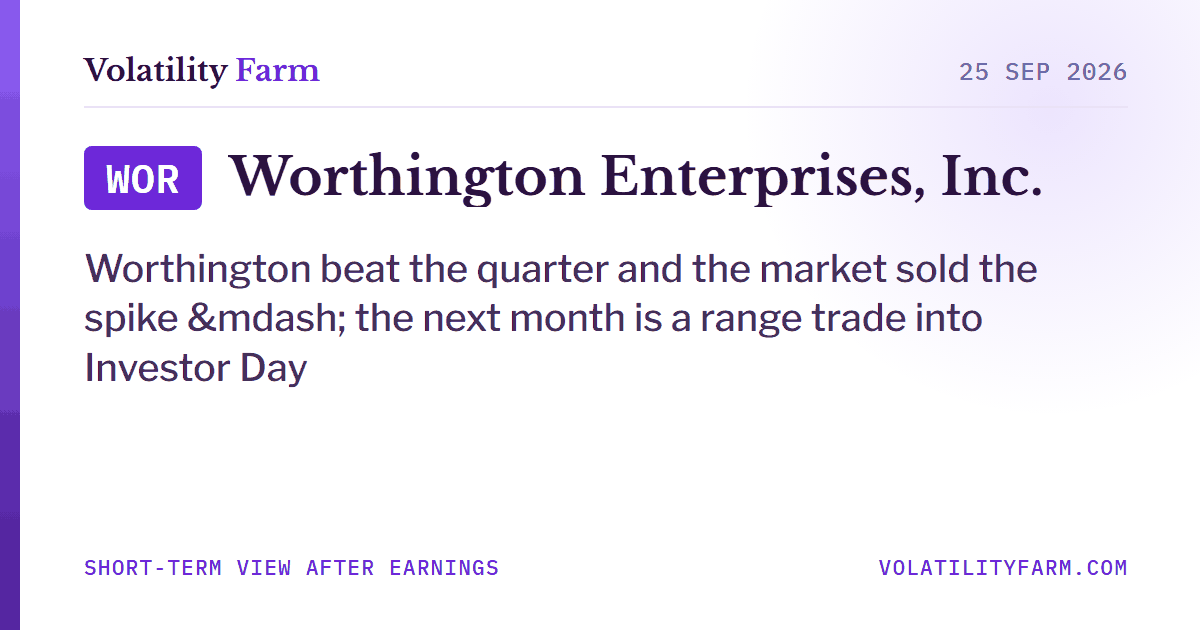 Volatility Farm
25 SEP 2026
WOR Worthington Enterprises, Inc.
Worthington beat the quarter and the market sold the
spike &mdash; the next month is a range trade into
Investor Day
SHORT-TERM VIEW AFTER EARNINGS
VOLATILITYFARM.COM